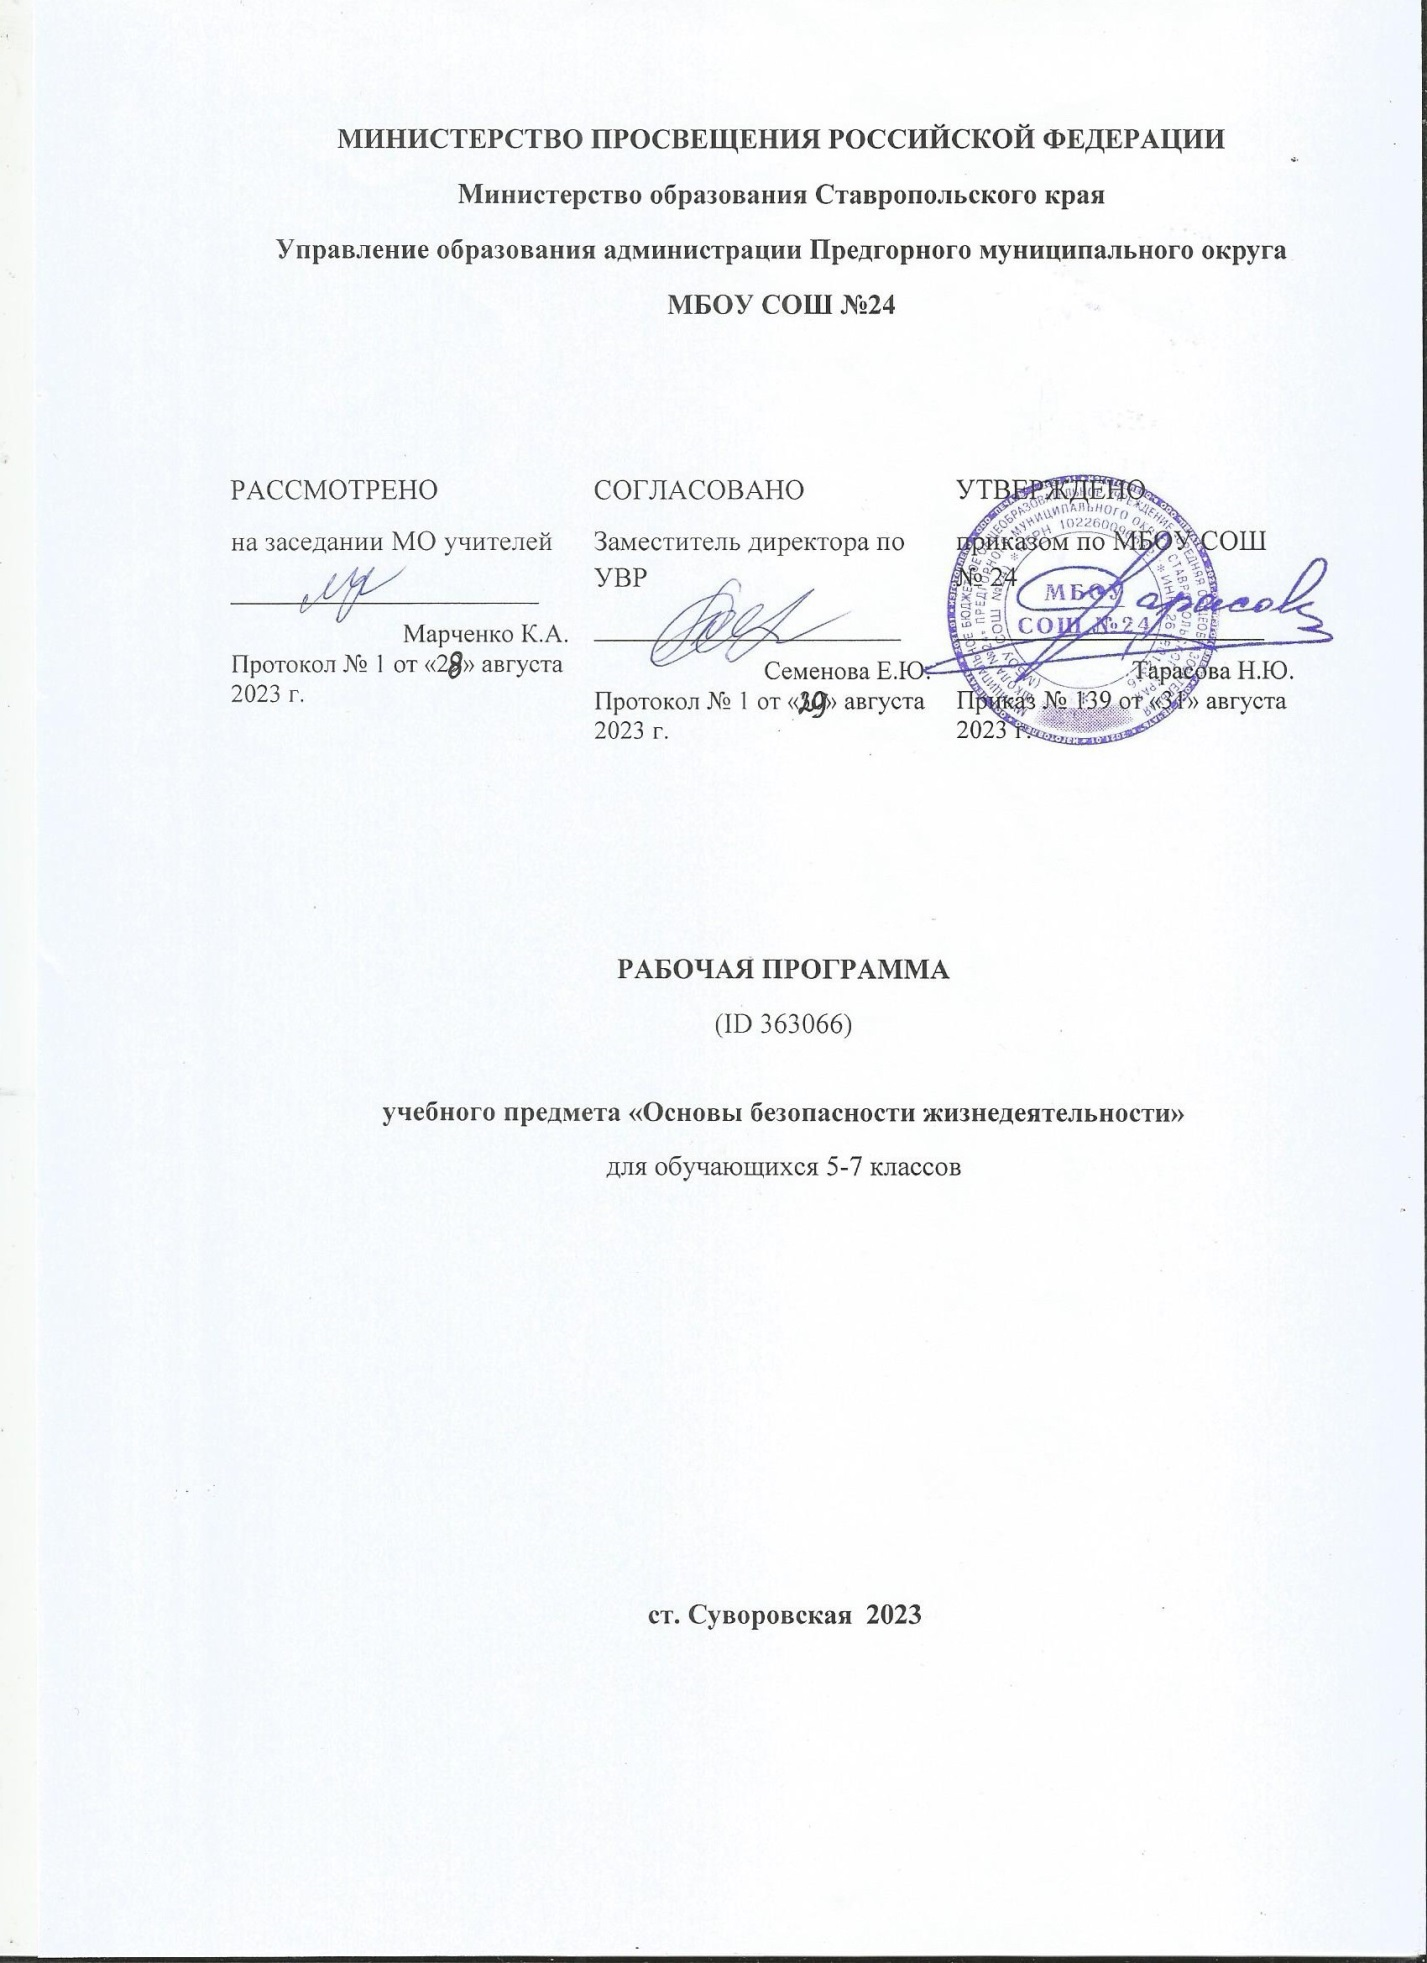 МИНИСТЕРСТВО ПРОСВЕЩЕНИЯ РОССИЙСКОЙ ФЕДЕРАЦИИ
Министерство образования Ставропольского края
Управление образования администрации Предгорного муниципального округа
МБОУ СОШ №24
РАССМОТРЕНО
на заседании МО учителей
Марченко К.А.
Протокол № 1 от «28» августа
2023 г.
СОГЛАСОВАНО
Заместитель директора по
УВР
Семенова Е.Ю.
Протокол № 1 от «» августа
2023 г.
УТВЕРЖДЕНО
приказом по МБОУ СОШ
№ 24
Тарасова Н.Ю.
Приказ № 139 от «31» августа
2023 г.
МБОУ
СОШ №24
РАБОЧАЯ ПРОГРАММА
(ID 363066)
учебного предмета «Основы безопасности жизнедеятельности»
для обучающихся 5-7 классов
ст. Суворовская 2023